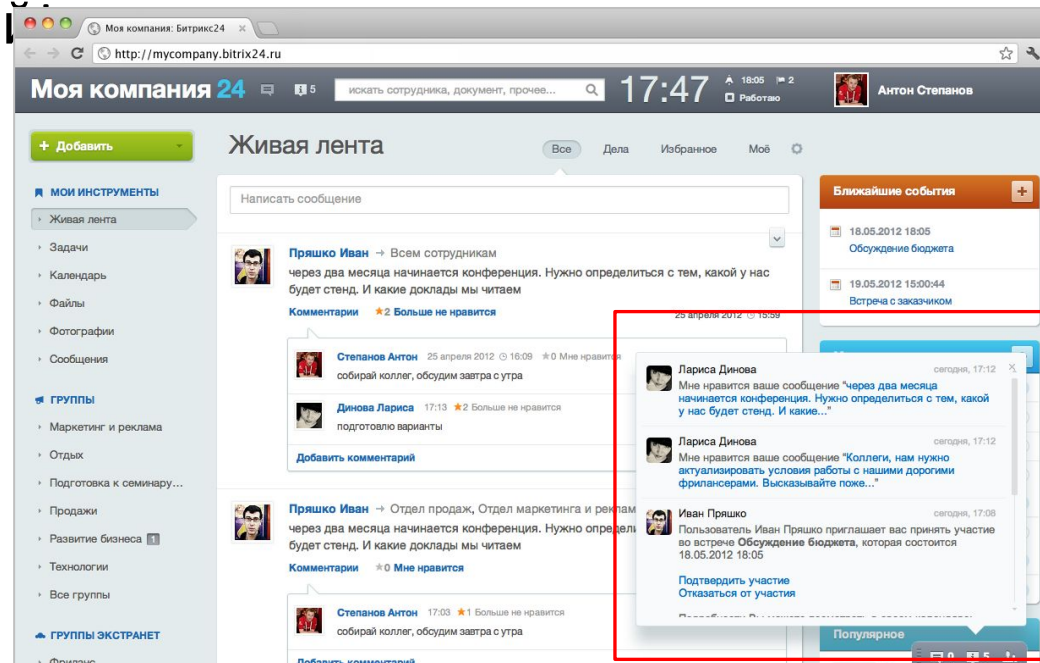 Моя компания: Битрикс24
http://mycompany.bitrix24.ru
Моя компания 24
5
искать сотрудника, документ, прочее...
17:47
18:05
2
Работаю
Антон Степанов
+ Добавить
Живая лента
Все
Дела
Избранное
Моё
МОИ ИНСТРУМЕНТЫ
Живая лента
Задачи
Календарь
Файлы
Фотографии
Сообщения
ГРУППЫ
Маркетинг и реклама
Отдых
Подготовка к семинару...
Продажи
Развитие бизнеса 1
Технологии
Все группы
ГРУППЫ ЭКСТРАНЕТ
Фриланс
Написать сообщение
Пряшко Иван → Всем сотрудникам
через два месяца начинается конференция. Нужно определиться с тем, какой у нас
будет стенд. И какие доклады мы читаем
Комментарии ★2 Больше не нравится
25 апреля 2012 15:59
Степанов Антон 25 апреля 2012 16:09 ★0 Мне нравится
собирай коллег, обсудим завтра с утра
Динова Лариса 17:13 ★2 Больше не нравится
подготовлю варианты
Добавить комментарий
Пряшко Иван → Отдел продаж, Отдел маркетинга и реклам
через два месяца начинается конференция. Нужно определи
будет стенд. И какие доклады мы читаем
Комментарии ★0 Мне нравится
Степанов Антон 17:03 ★1 Больше не нравится
собирай коллег, обсудим завтра с утра
Добавить комментарий
Ближайшие события
18.05.2012 18:05
Обсуждение бюджета
19.05.2012 15:00:44
Встреча с заказчиком
Лариса Динова
сегодня, 17:12
Мне нравится ваше сообщение "через два месяца
начинается конференция. Нужно определиться с тем, какой
у нас будет стенд. И какие..."
Лариса Динова
сегодня, 17:12
Мне нравится ваше сообщение "Коллеги, нам нужно
актуализировать условия работы с нашими дорогими
фрилансерами. Высказывайте поже..."
Иван Пряшко
сегодня, 17:08
Пользователь Иван Пряшко приглашает вас принять участие
во встрече Обсуждение бюджета, которая состоится
18.05.2012 18:05
Подтвердить участие
Отказаться от участия
Популярное
0
5